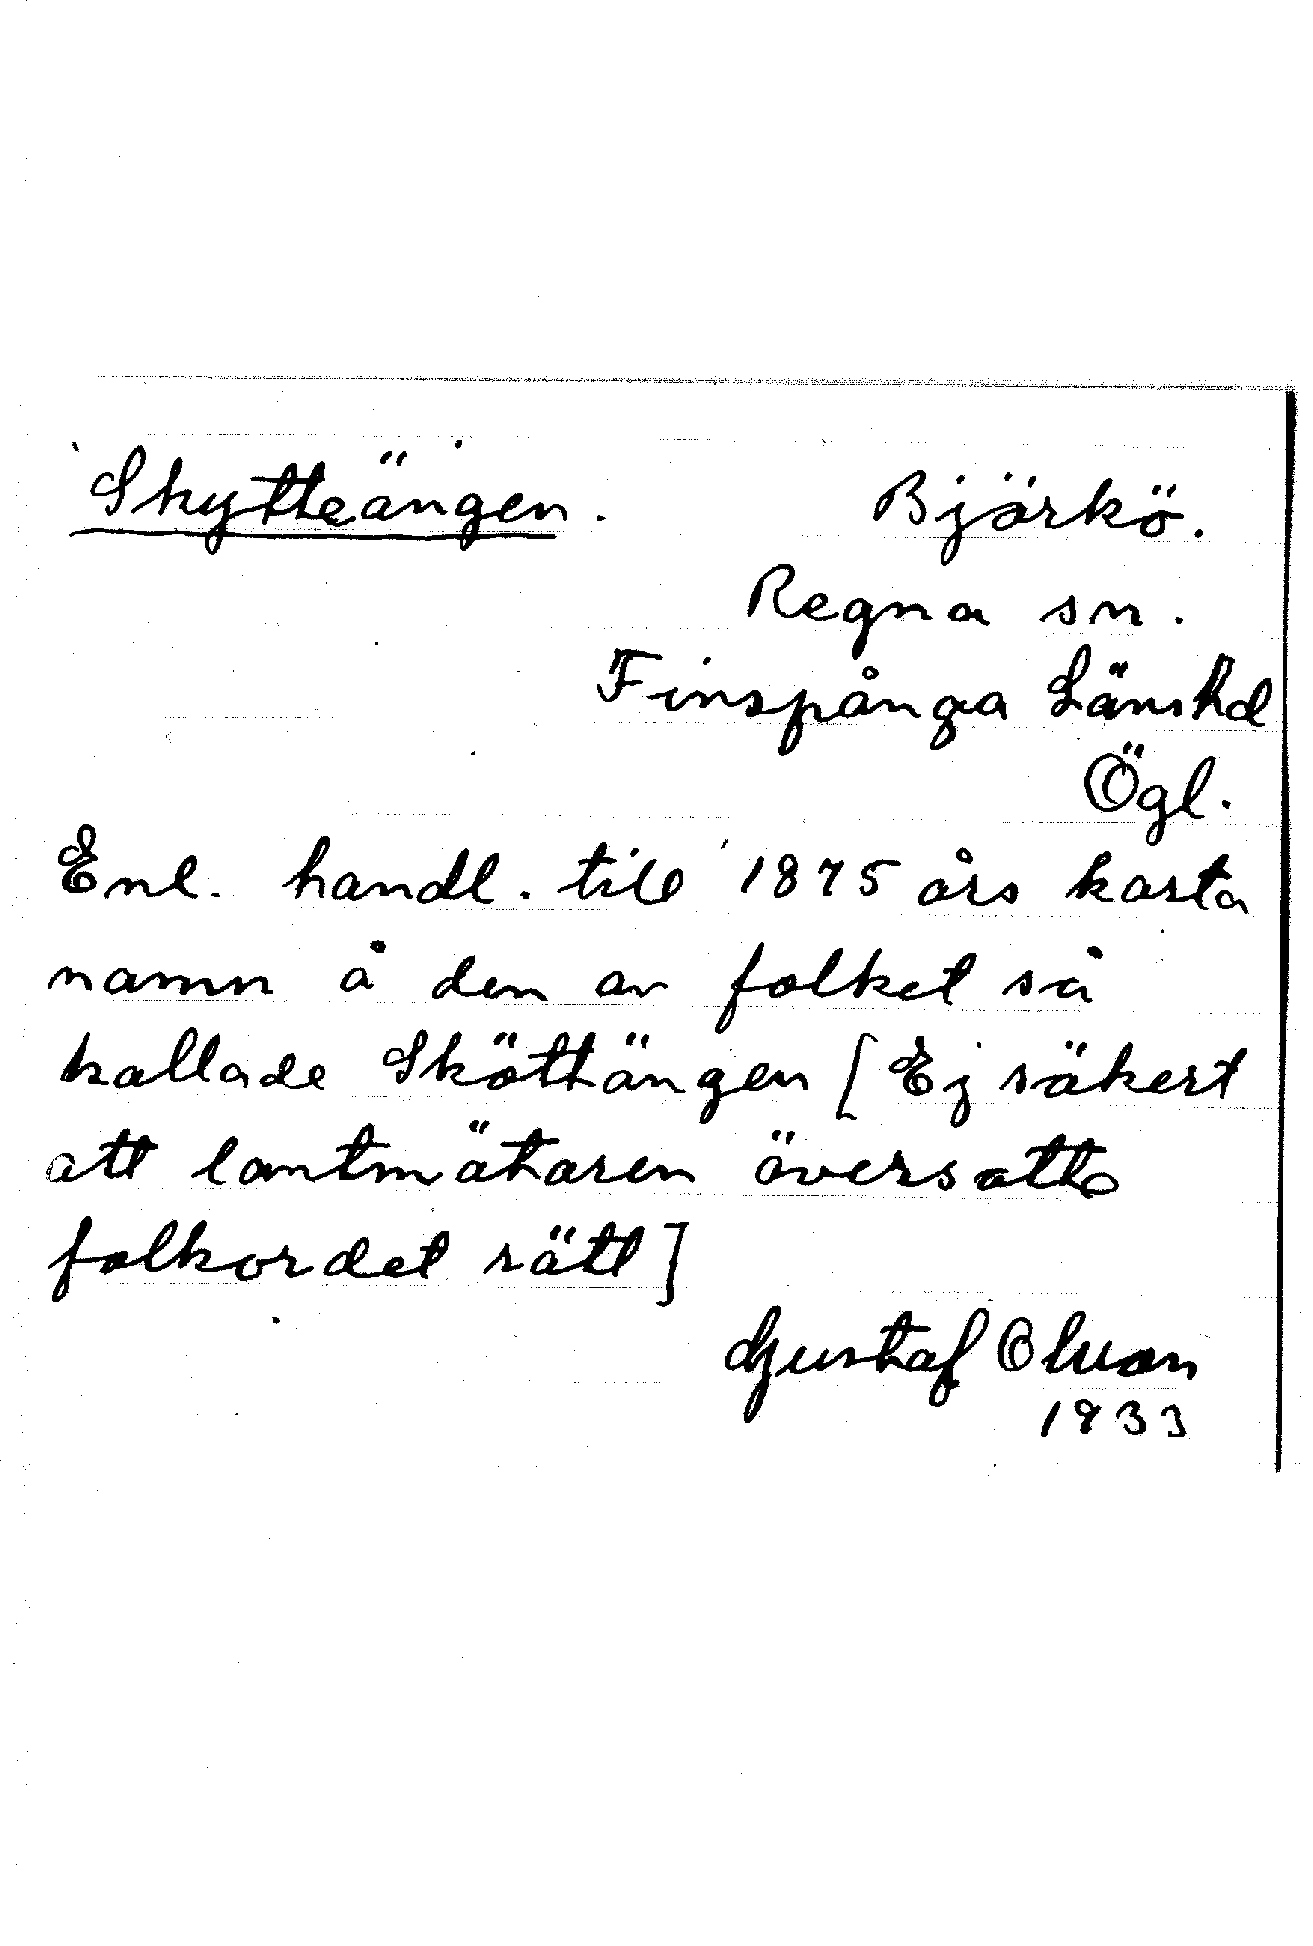 Skytteängen. Björkö.
Regna sn.
Finspånga Länshd
Ögl.
Enl. handl. till 1875 års karta
namn å den av folket så
kallade Sköttängen [Ej säkert
att lantmätaren översatte
folkordet rätt]
Gustaf Olson
1933